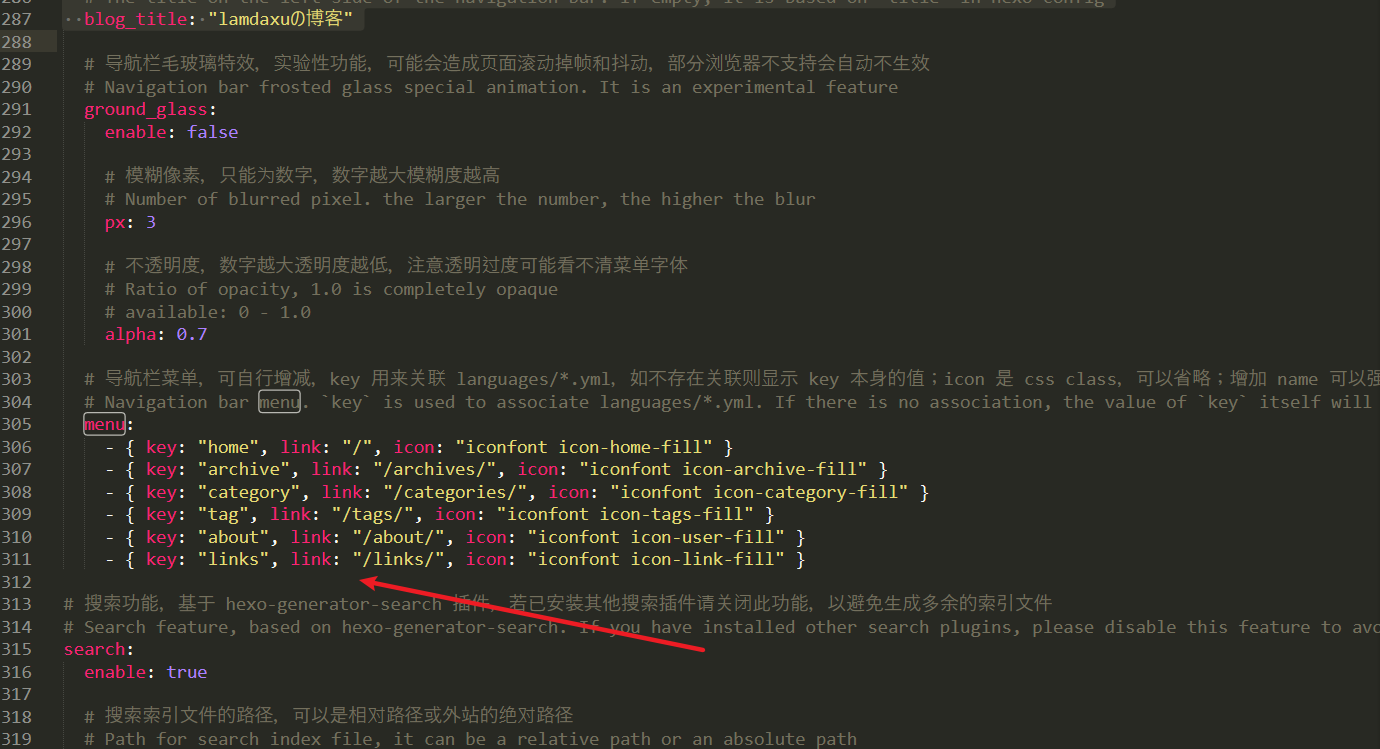 286 # The title on the left side of the navigation bar. If empty, it is based on `title` in hexo config
287 blog_title: "lamdaxuの博客"
288
289 # 导航栏毛玻璃特效，实验性功能，可能会造成页面滚动掉帧和抖动，部分浏览器不支持会自动不生效
290 # Navigation bar frosted glass special animation. It is an experimental feature
291 ground_glass:
292 enable: false
293
294 # 模糊像素，只能为数字，数字越大模糊度越高
295 # Number of blurred pixel. the larger the number, the higher the blur
296 px: 3
297
298 # 不透明度，数字越大透明度越低，注意透明过度可能看不清菜单字体
299 # Ratio of opacity, 1.0 is completely opaque
300 # available: 0 - 1.0
301 alpha: 0.7
302
303 # 导航栏菜单，可自行增减，key 用来关联 languages/*.yml，如不存在关联则显示 key 本身的值；icon 是 css class，可以省略；增加 name 可以强
304 # Navigation bar menu. `key` is used to associate languages/*.yml. If there is no association, the value of `key` itself will
305 menu:
306 - { key: "home", link: "/", icon: "iconfont icon-home-fill" }
307 - { key: "archive", link: "/archives/", icon: "iconfont icon-archive-fill" }
308 - { key: "category", link: "/categories/", icon: "iconfont icon-category-fill" }
309 - { key: "tag", link: "/tags/", icon: "iconfont icon-tags-fill" }
310 - { key: "about", link: "/about/", icon: "iconfont icon-user-fill" }
311 - { key: "links", link: "/links/", icon: "iconfont icon-link-fill" }
312
313 # 搜索功能，基于 hexo-generator-search 插件，若已安装其他搜索插件请关闭此功能，以避免生成多余的索引文件
314 # Search feature, based on hexo-generator-search. If you have installed other search plugins, please disable this feature to avo
315 search:
316 enable: true
317
318 # 搜索索引文件的路径，可以是相对路径或外站的绝对路径
319 # Path for search index file, it can be a relative path or an absolute path